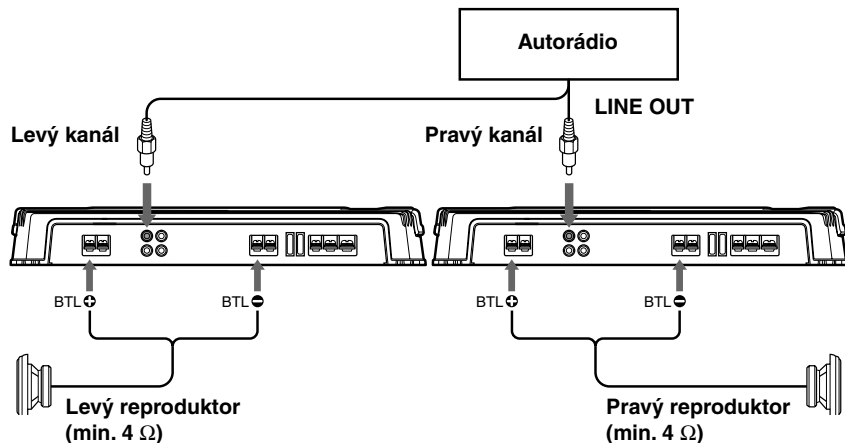 Autorádio
LINE OUT
Levý kanál
Pravý kanál
BTL ⊕
BTL ⊖
BTL ⊕
BTL ⊖
Levý reproduktor
(min. 4 Ω)
Pravý reproduktor
(min. 4 Ω)